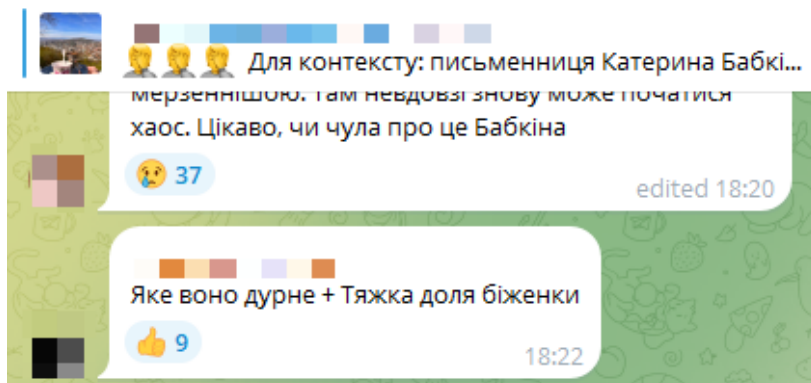 Для контексту: письменниця Катерина Бабкі...
мерзеннішою. Там невдовзі знову може початися
хаос. Цікаво, чи чула про це Бабкіна
37
edited 18:20
Яке воно дурне + Тяжка доля біженки
9
18:22